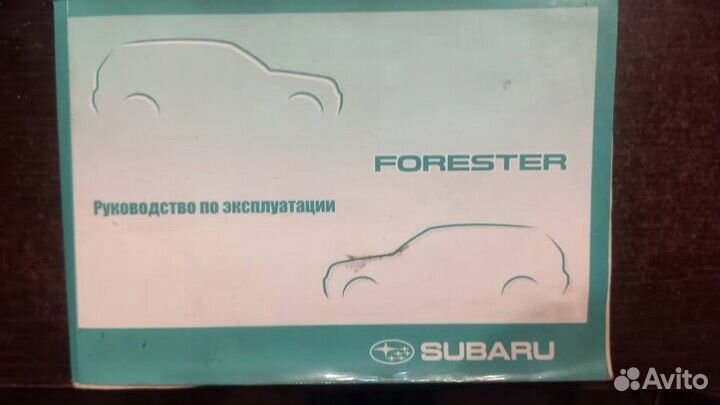 FORESTER
Руководство по эксплуатации
SUBARU
Avito